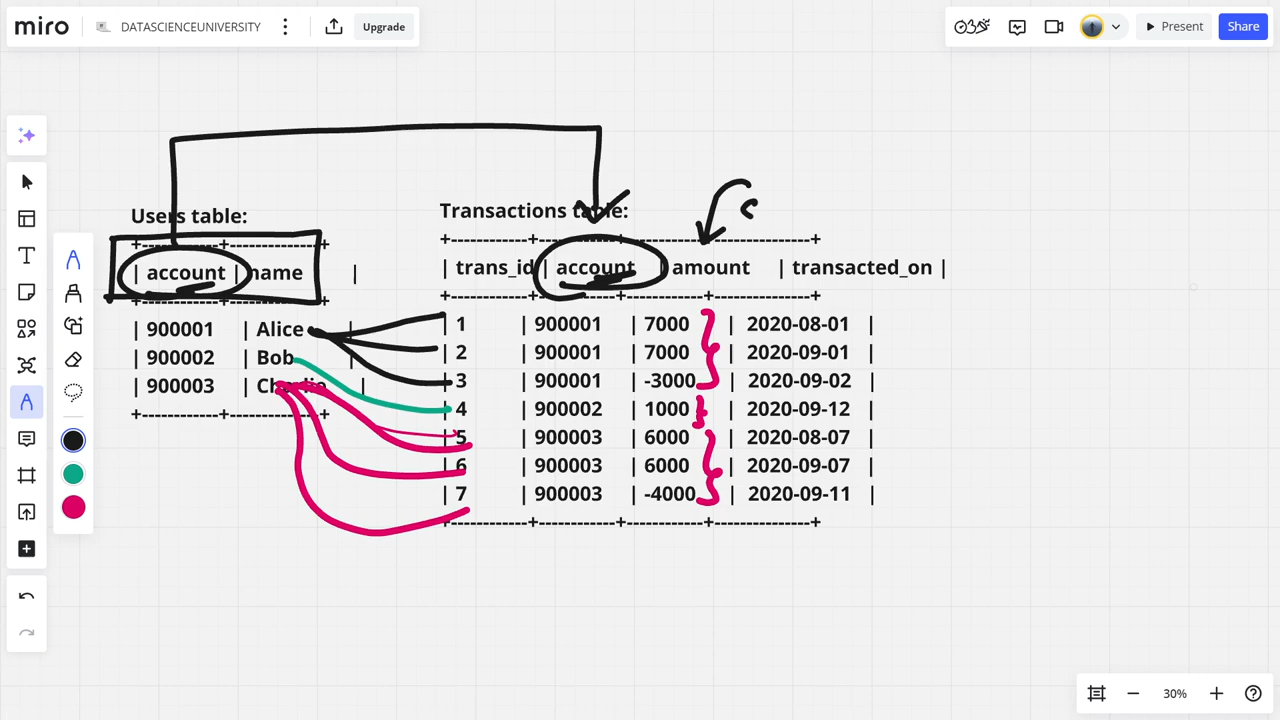 miro DATASCIENCEUNIVERSITY Upgrade Present Share
Users table:
+------------+------------+
| account | name |
+------------+------------+
| 900001 | Alice |
| 900002 | Bob |
| 900003 | Charlie |
+------------+------------+
Transactions table:
+------------+------------+------------+---------------+
| trans_id | account | amount | transacted_on |
+------------+------------+------------+---------------+
| 1 | 900001 | 7000 | 2020-08-01 |
| 2 | 900001 | 7000 | 2020-09-01 |
| 3 | 900001 | -3000 | 2020-09-02 |
| 4 | 900002 | 1000 | 2020-09-12 |
| 5 | 900003 | 6000 | 2020-08-07 |
| 6 | 900003 | 6000 | 2020-09-07 |
| 7 | 900003 | -4000 | 2020-09-11 |
+------------+------------+------------+---------------+
30%